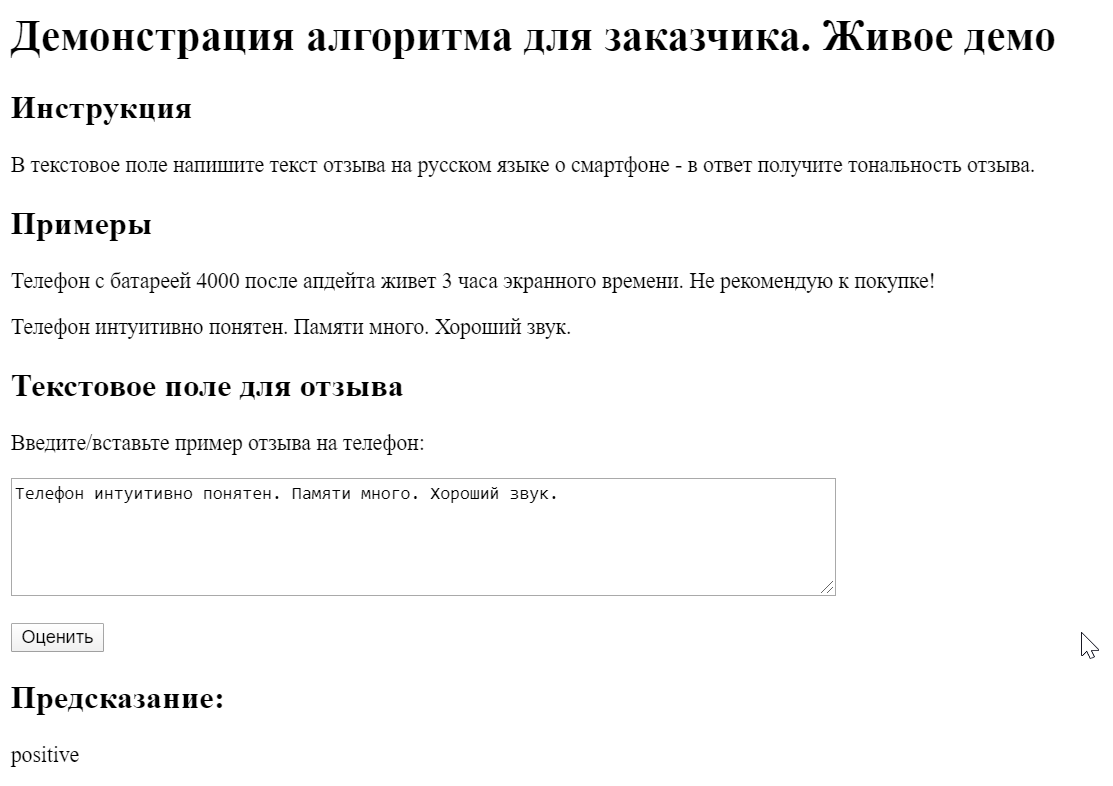 Демонстрация алгоритма для заказчика. Живое демо
Инструкция
В текстовое поле напишите текст отзыва на русском языке о смартфоне - в ответ получите тональность отзыва.
Примеры
Телефон с батареей 4000 после апдейта живет 3 часа экранного времени. Не рекомендую к покупке!
Телефон интуитивно понятен. Памяти много. Хороший звук.
Текстовое поле для отзыва
Введите/вставьте пример отзыва на телефон:
Телефон интуитивно понятен. Памяти много. Хороший звук.
Оценить
Предсказание:
positive